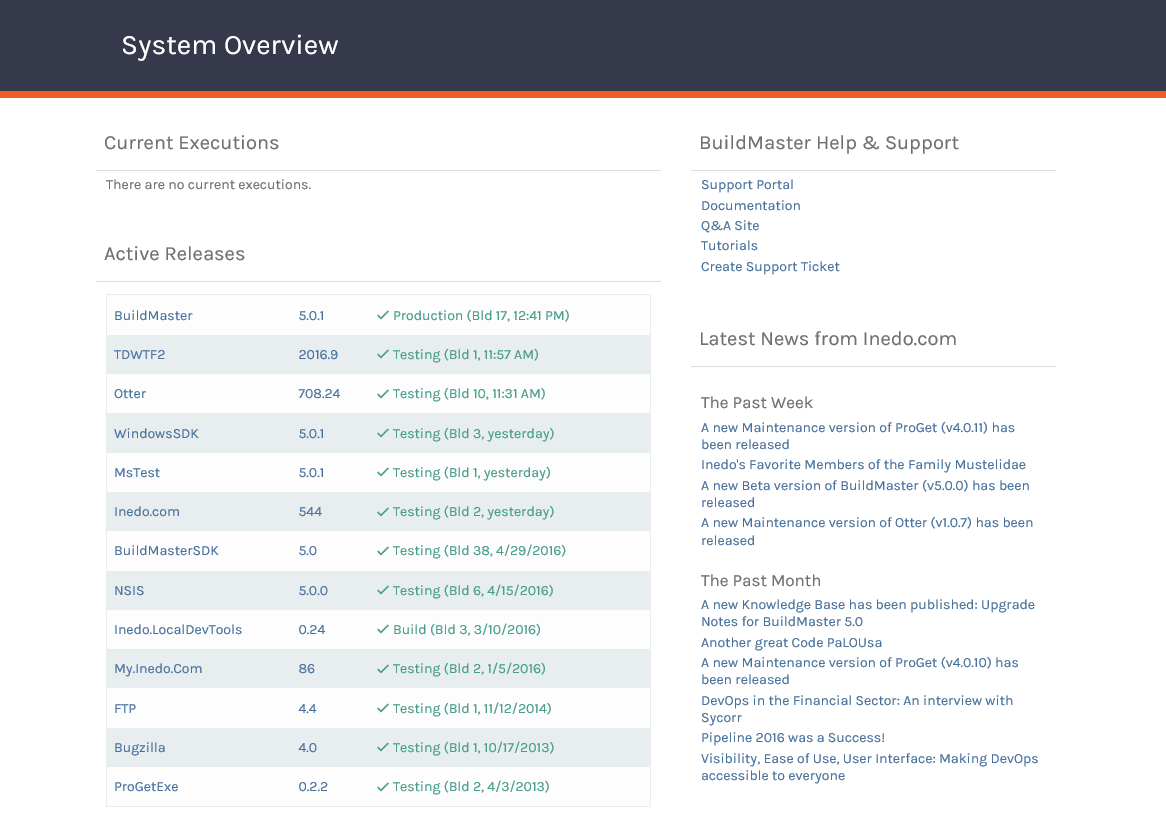 System Overview
Current Executions
There are no current executions.
Active Releases
BuildMaster 5.0.1 Production (Bld 17, 12:41 PM)
TDWTF2 2016.9 Testing (Bld 1, 11:57 AM)
Otter 708.24 Testing (Bld 10, 11:31 AM)
WindowsSDK 5.0.1 Testing (Bld 3, yesterday)
MsTest 5.0.1 Testing (Bld 1, yesterday)
Inedo.com 544 Testing (Bld 2, yesterday)
BuildMasterSDK 5.0 Testing (Bld 38, 4/29/2016)
NSIS 5.0.0 Testing (Bld 6, 4/15/2016)
Inedo.LocalDevTools 0.24 Build (Bld 3, 3/10/2016)
My.Inedo.Com 86 Testing (Bld 2, 1/5/2016)
FTP 4.4 Testing (Bld 1, 11/12/2014)
Bugzilla 4.0 Testing (Bld 1, 10/17/2013)
ProGetExe 0.2.2 Testing (Bld 2, 4/3/2013)
BuildMaster Help & Support
Support Portal
Documentation
Q&A Site
Tutorials
Create Support Ticket
Latest News from Inedo.com
The Past Week
A new Maintenance version of ProGet (v4.0.11) has
been released
Inedo's Favorite Members of the Family Mustelidae
A new Beta version of BuildMaster (v5.0.0) has been
released
A new Maintenance version of Otter (v1.0.7) has been
released
The Past Month
A new Knowledge Base has been published: Upgrade
Notes for BuildMaster 5.0
Another great Code PaLOUsa
A new Maintenance version of ProGet (v4.0.10) has
been released
DevOps in the Financial Sector: An interview with
Sycorr
Pipeline 2016 was a Success!
Visibility, Ease of Use, User Interface: Making DevOps
accessible to everyone